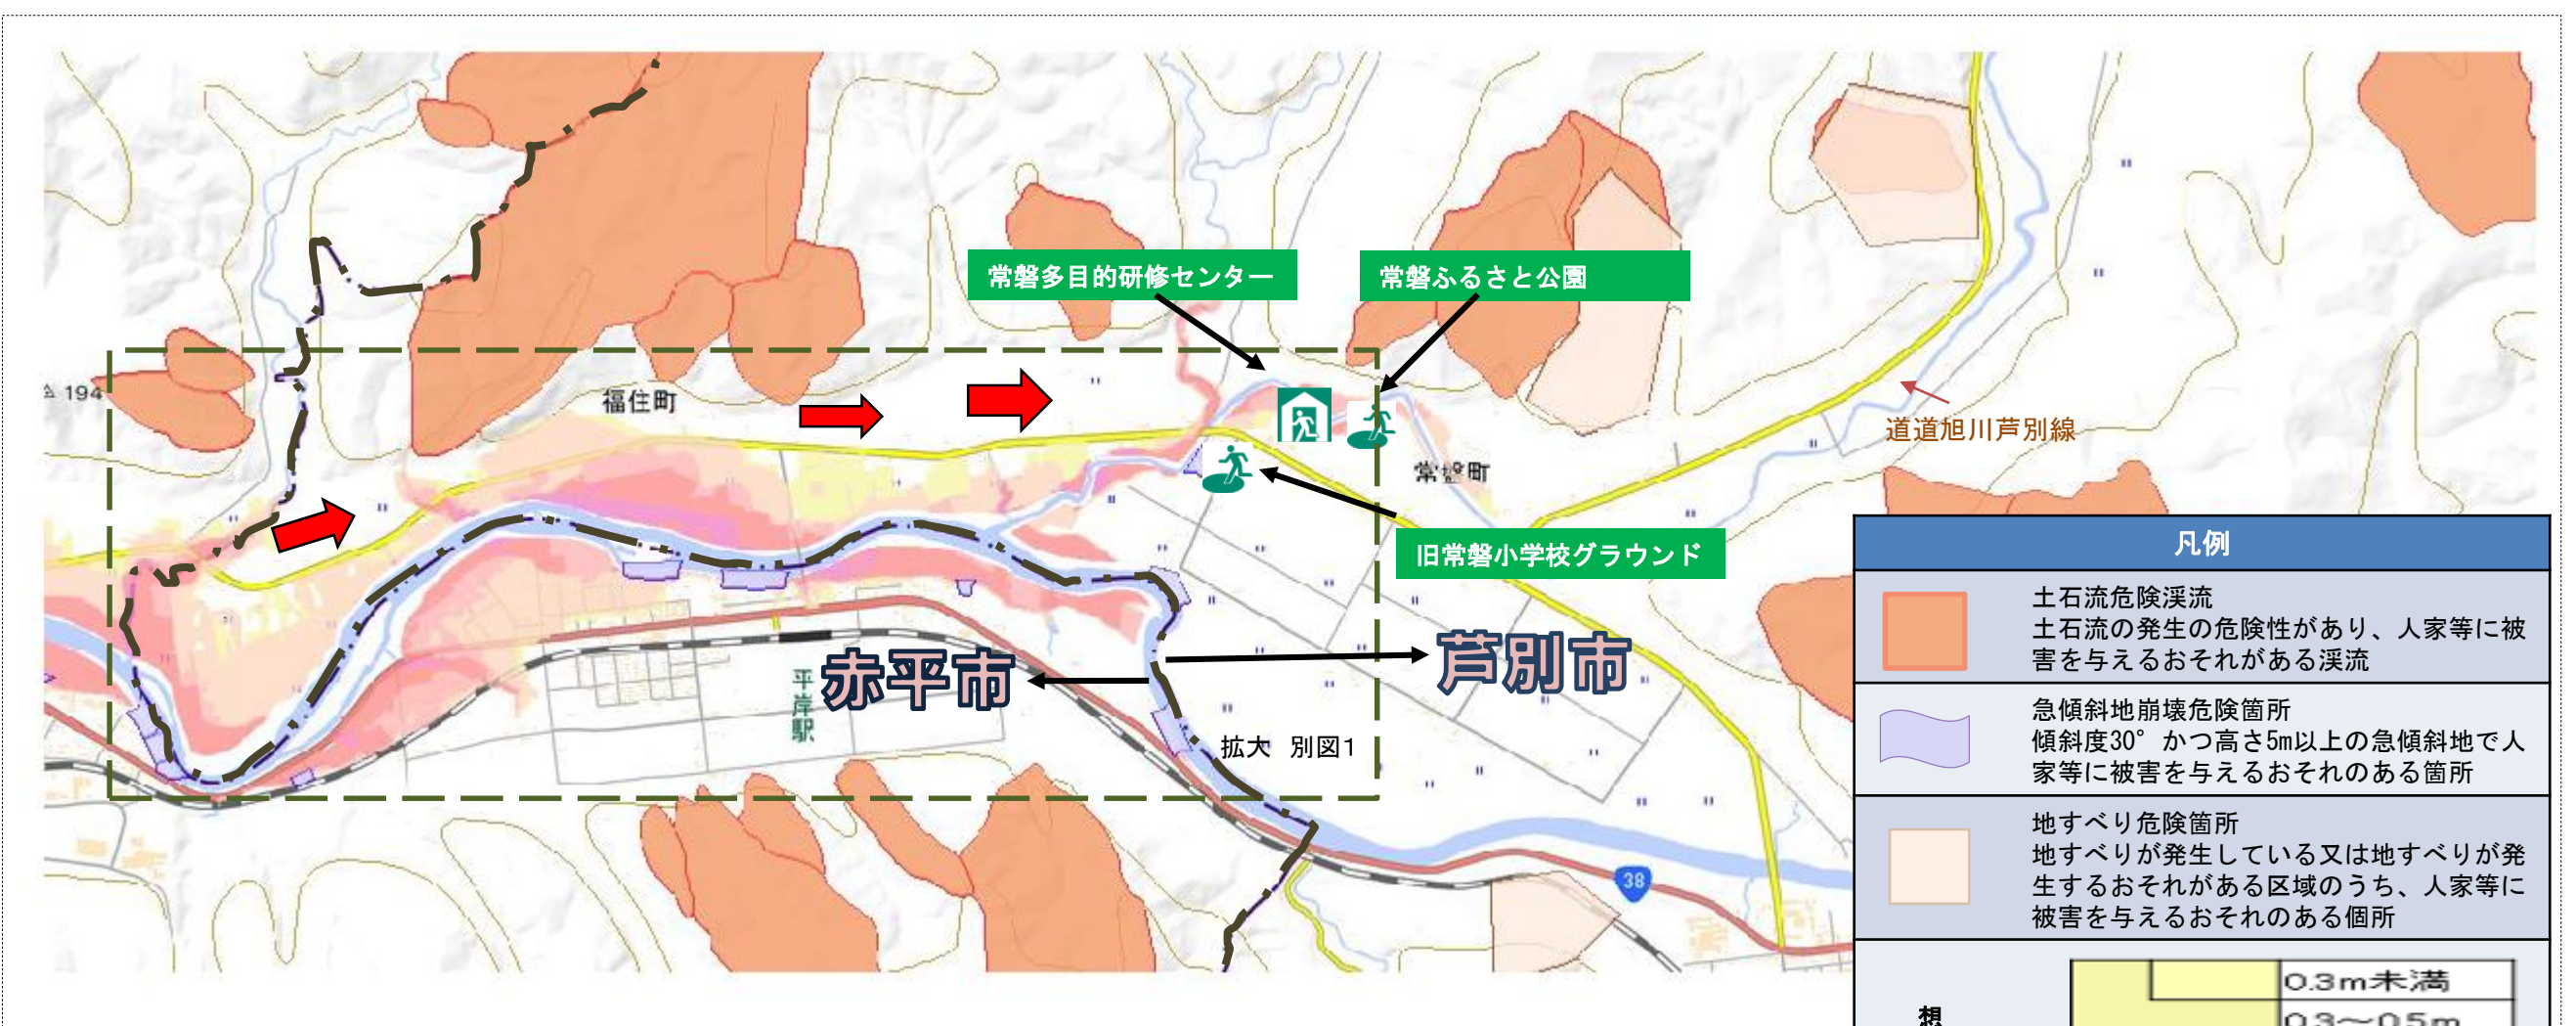 常磐多目的研修センター
常磐ふるさと公園
194
福住町
道道旭川芦別線
常磐町
旧常磐小学校グラウンド
赤平市
芦別市
平岸駅
拡大 別図1
38
凡例
土石流危険渓流
土石流の発生の危険性があり、人家等に被
害を与えるおそれがある渓流
急傾斜地崩壊危険箇所
傾斜度30°かつ高さ5m以上の急傾斜地で人
家等に被害を与えるおそれのある箇所
地すべり危険箇所
地すべりが発生している又は地すべりが発
生するおそれがある区域のうち、人家等に
被害を与えるおそれのある個所
想
0.3m未満
0.3～0.5m